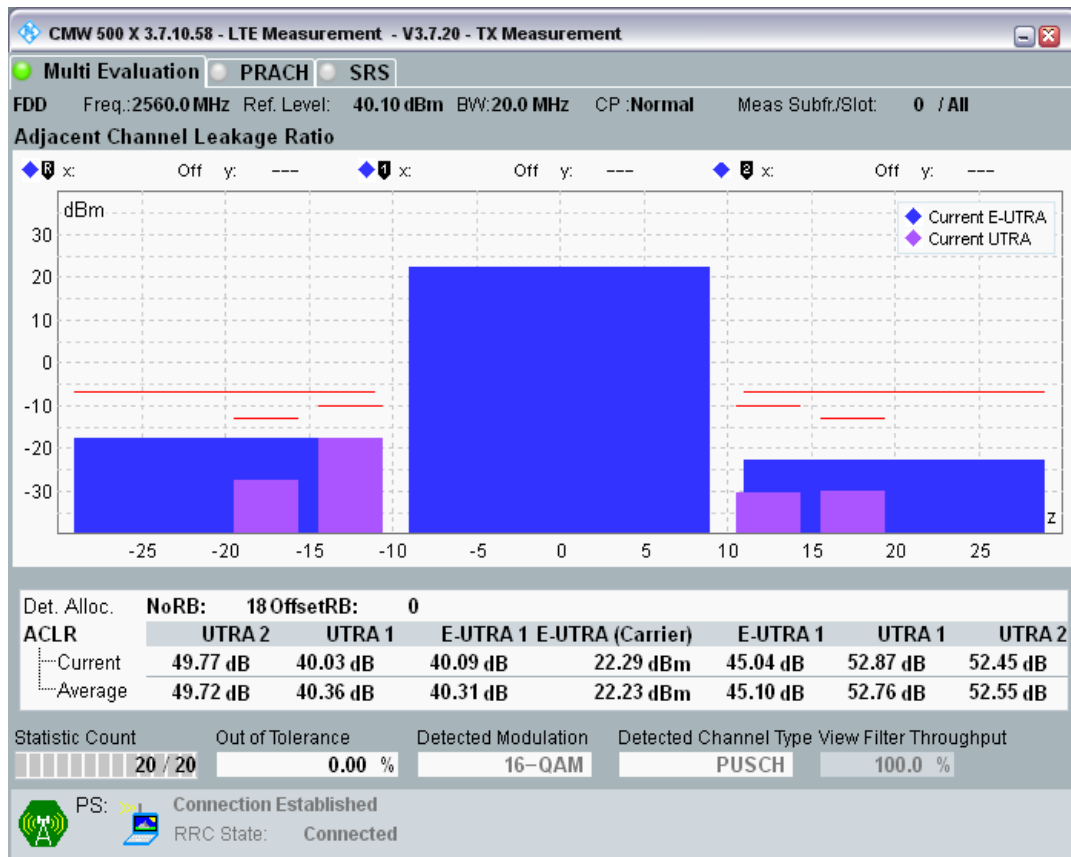 CMW 500 X 3.7.10.58 - LTE Measurement - V3.7.20 - TX Measurement
Multi Evaluation PRACH SRS
FDD Freq.:2560.0 MHz Ref. Level: 40.10 dBm BW:20.0 MHz CP :Normal Meas Subfr./Slot: 0 / All
Adjacent Channel Leakage Ratio
R x: Off y: --- 1 x: Off y: --- 2 x: Off y: ---
dBm
Current E-UTRA
Current UTRA
30
20
10
0
-10
-20
-30
z
-25 -20 -15 -10 -5 0 5 10 15 20 25
Det. Alloc. NoRB: 18 OffsetRB: 0
ACLR UTRA 2 UTRA 1 E-UTRA 1 E-UTRA (Carrier) E-UTRA 1 UTRA 1 UTRA 2
Current 49.77 dB 40.03 dB 40.09 dB 22.29 dBm 45.04 dB 52.87 dB 52.45 dB
Average 49.72 dB 40.36 dB 40.31 dB 22.23 dBm 45.10 dB 52.76 dB 52.55 dB
Statistic Count Out of Tolerance Detected Modulation Detected Channel Type View Filter Throughput
20 / 20 0.00 % 16-QAM PUSCH 100.0 %
PS: Connection Established
RRC State: Connected